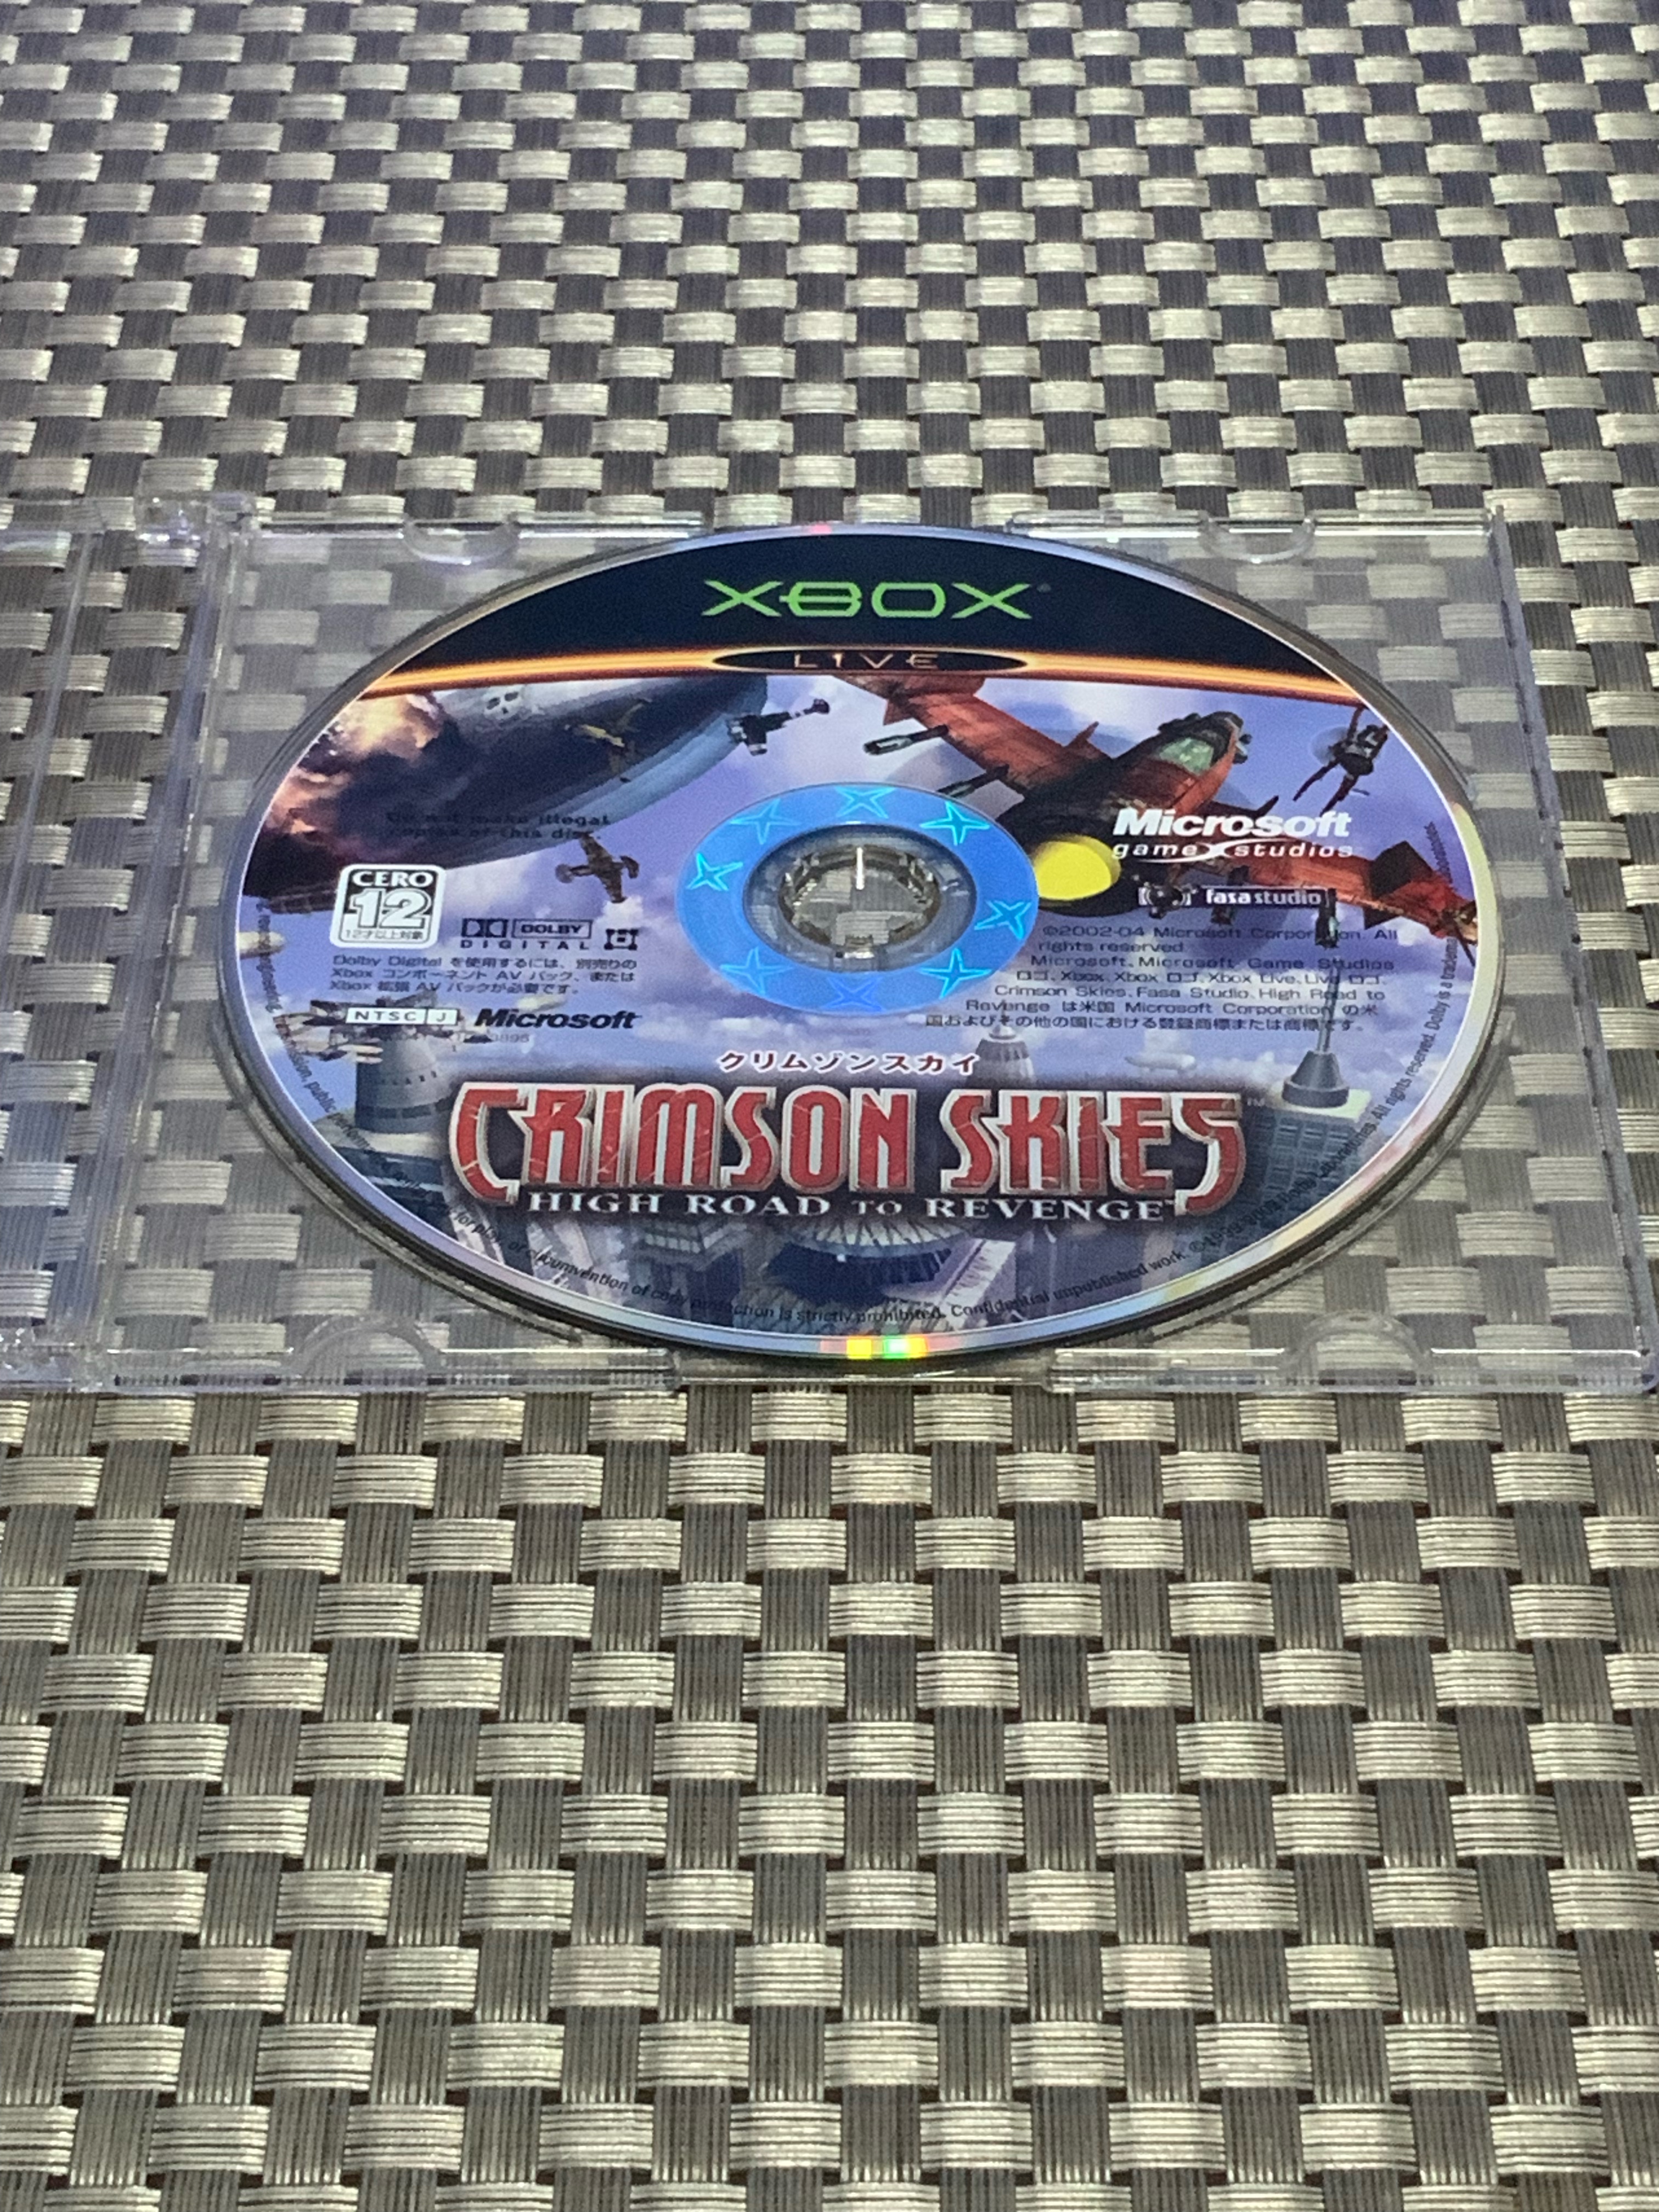 XBOX
LIVE
Do not make illegal
copies of this disc.
Microsoft
game studios
fasa studio
CERO
12
12才以上対象
DOLBY
DIGITAL
Dolby Digital を使用するには、別売りの
Xbox コンポーネント AV パック、または
Xbox 拡張 AV パックが必要です。
NTSC J
Microsoft
©2002-04 Microsoft Corporation. All
rights reserved.
Microsoft, Microsoft Game Studios
ロゴ, Xbox, Xbox ロゴ, Xbox Live, Live ロゴ,
Crimson Skies, Fasa Studio, High Road to
Revenge は米国 Microsoft Corporation の米
国およびその他の国における登録商標または商標です。
クリムゾンスカイ
CRIMSON SKIES™
HIGH ROAD TO REVENGE™
circumvention of copy protection is strictly prohibited. Confidential unpublished work. All rights reserved. Dolby is a